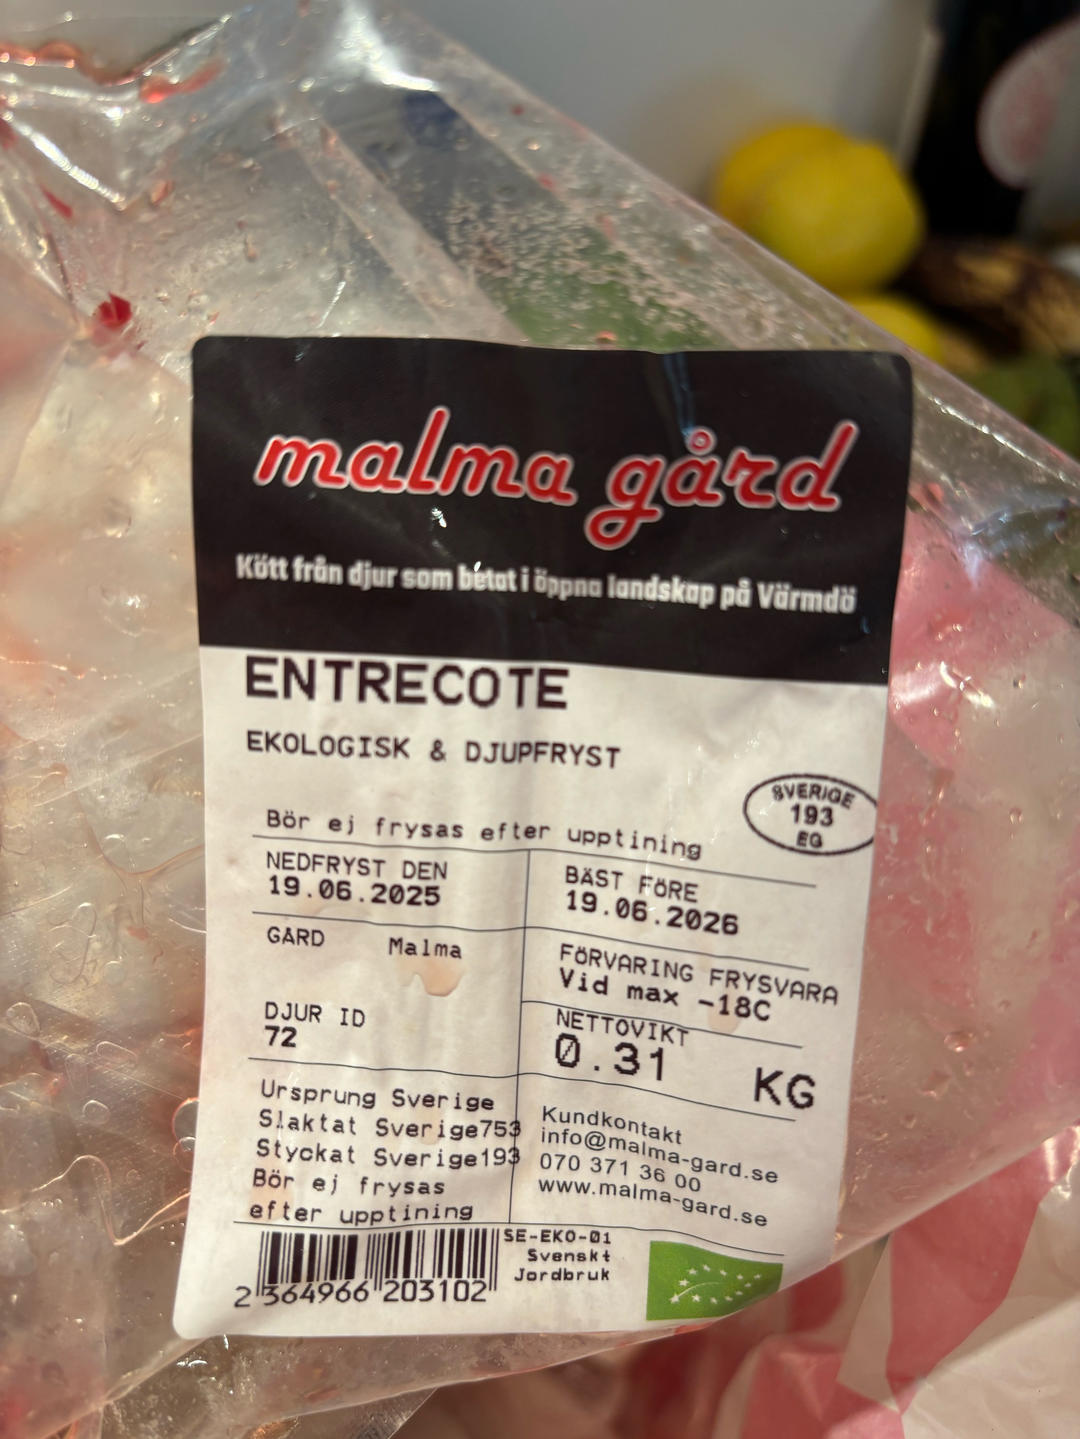 malma gård
Kött från djur som betat i öppna landskap på Värmdö
ENTRECOTE
EKOLOGISK & DJUPFRYST
SVERIGE
193
EG
Bör ej frysas efter upptining
NEDFRYST DEN
19.06.2025
BÄST FÖRE
19.06.2026
GARD Malma
FÖRVARING FRYSVARA
Vid max -18C
DJUR ID
72
NETTOVIKT
0.31 KG
Ursprung Sverige
Slaktat Sverige753
Styckat Sverige193
Bör ej frysas
efter upptining
Kundkontakt
info@malma-gard.se
070 371 36 00
www.malma-gard.se
2 364966 203102
SE-EKO-01
Svenskt
Jordbruk